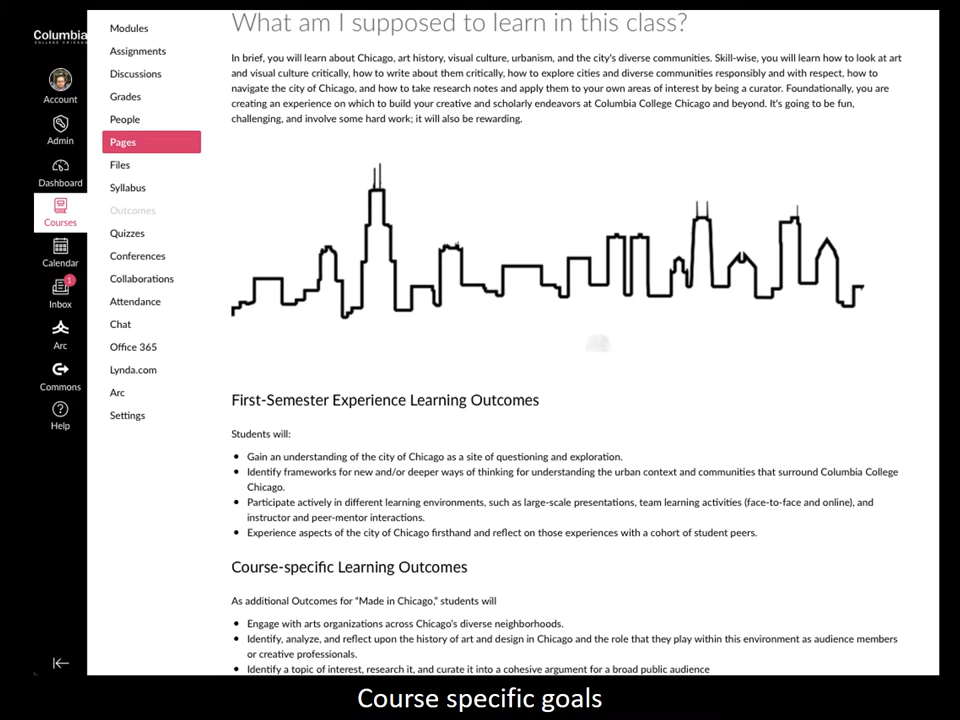 Columbia
COLLEGE CHICAGO
Account
Admin
Dashboard
Courses
Calendar
1
Inbox
Arc
Commons
Help
Modules
Assignments
Discussions
Grades
People
Pages
Files
Syllabus
Outcomes
Quizzes
Conferences
Collaborations
Attendance
Chat
Office 365
Lynda.com
Arc
Settings
What am I supposed to learn in this class?
In brief, you will learn about Chicago, art history, visual culture, urbanism, and the city's diverse communities. Skill-wise, you will learn how to look at art
and visual culture critically, how to write about them critically, how to explore cities and diverse communities responsibly and with respect, how to
navigate the city of Chicago, and how to take research notes and apply them to your own areas of interest by being a curator. Foundationally, you are
creating an experience on which to build your creative and scholarly endeavors at Columbia College Chicago and beyond. It's going to be fun,
challenging, and involve some hard work; it will also be rewarding.
First-Semester Experience Learning Outcomes
Students will:
• Gain an understanding of the city of Chicago as a site of questioning and exploration.
• Identify frameworks for new and/or deeper ways of thinking for understanding the urban context and communities that surround Columbia College
Chicago.
• Participate actively in different learning environments, such as large-scale presentations, team learning activities (face-to-face and online), and
instructor and peer-mentor interactions.
• Experience aspects of the city of Chicago firsthand and reflect on those experiences with a cohort of student peers.
Course-specific Learning Outcomes
As additional Outcomes for “Made in Chicago,” students will
• Engage with arts organizations across Chicago's diverse neighborhoods.
• Identify, analyze, and reflect upon the history of art and design in Chicago and the role that they play within this environment as audience members
or creative professionals.
• Identify a topic of interest, research it, and curate it into a cohesive argument for a broad public audience
Course specific goals